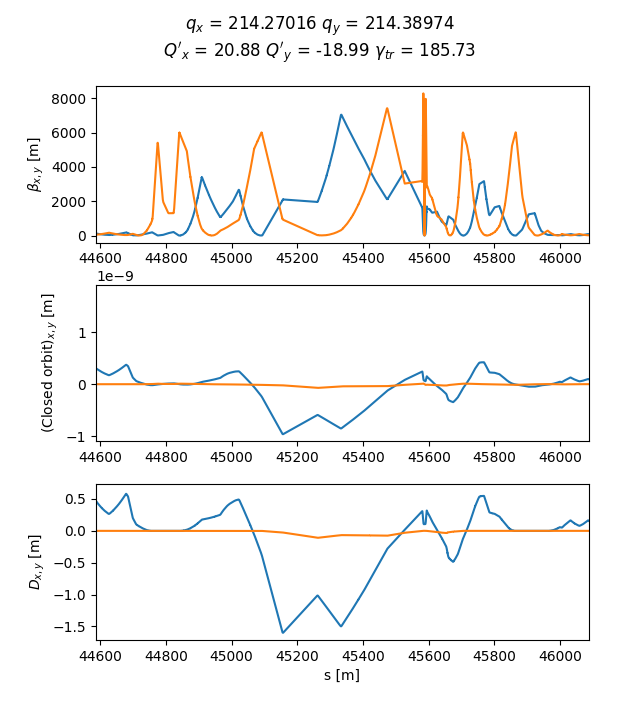 q_x = 214.27016 q_y = 214.38974
Q'_x = 20.88 Q'_y = -18.99 γ_tr = 185.73
8000
6000
4000
2000
0
β_x,y [m]
44600 44800 45000 45200 45400 45600 45800 46000
1e−9
1
0
−1
(Closed orbit)_x,y [m]
44600 44800 45000 45200 45400 45600 45800 46000
0.5
0.0
−0.5
−1.0
−1.5
D_x,y [m]
44600 44800 45000 45200 45400 45600 45800 46000
s [m]